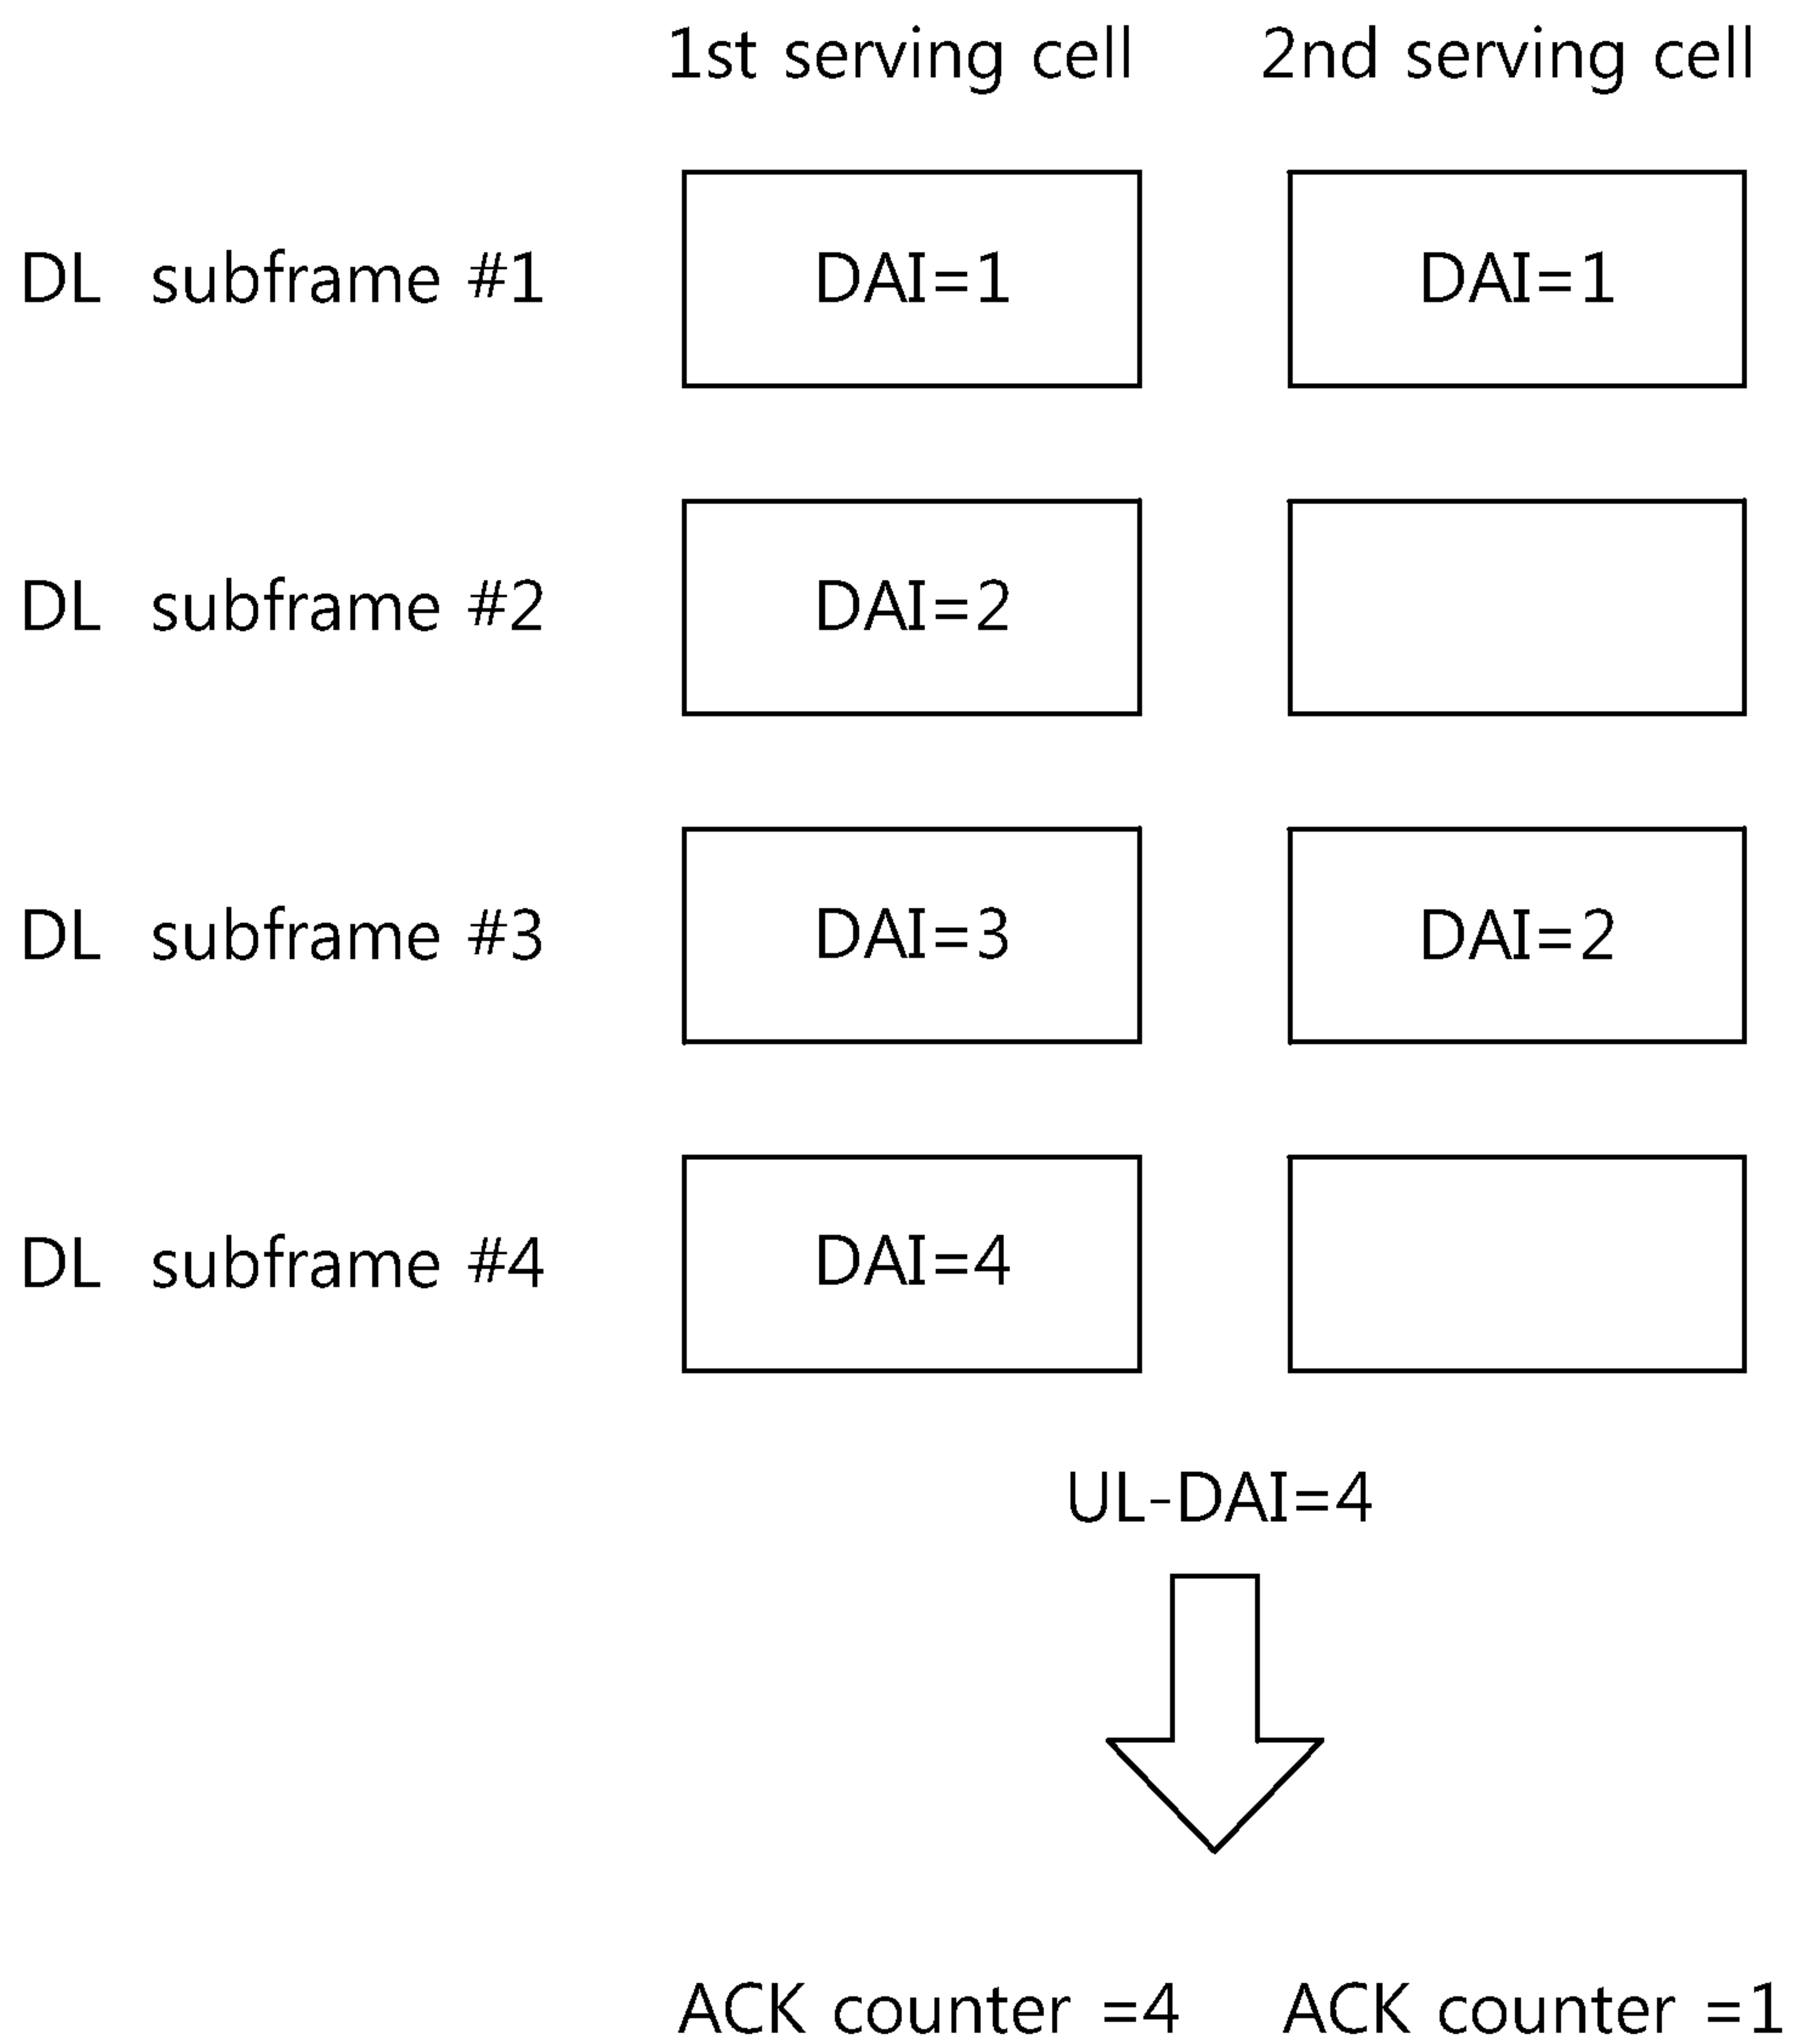 1st serving cell 2nd serving cell
DL subframe #1 DAI=1 DAI=1
DL subframe #2 DAI=2
DL subframe #3 DAI=3 DAI=2
DL subframe #4 DAI=4
UL-DAI=4
ACK counter =4 ACK counter =1